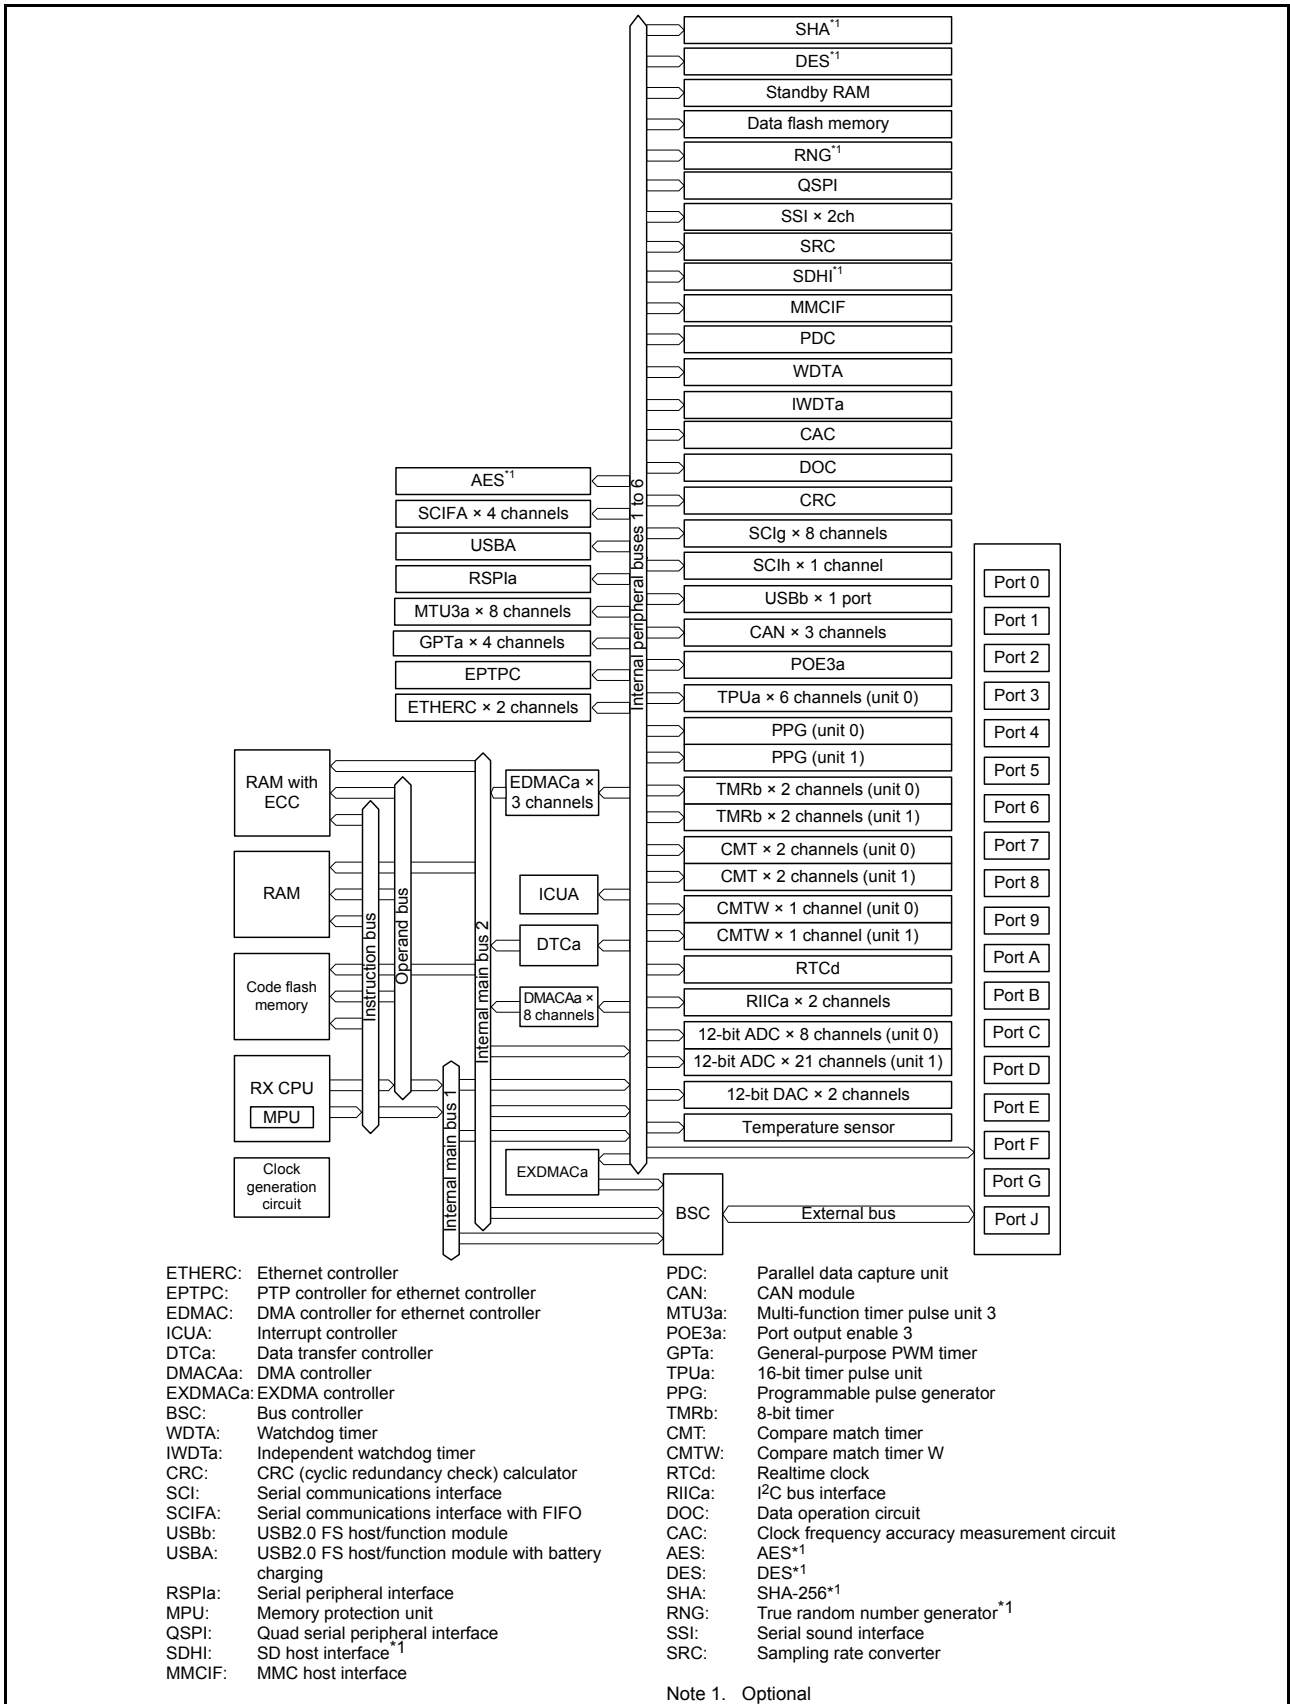 SHA*1
DES*1
Standby RAM
Data flash memory
RNG*1
QSPI
SSI × 2ch
SRC
SDHI*1
MMCIF
PDC
WDTA
IWDTa
CAC
DOC
CRC
SCIg × 8 channels
SCIh × 1 channel
USBb × 1 port
CAN × 3 channels
POE3a
TPUa × 6 channels (unit 0)
PPG (unit 0)
PPG (unit 1)
TMRb × 2 channels (unit 0)
TMRb × 2 channels (unit 1)
CMT × 2 channels (unit 0)
CMT × 2 channels (unit 1)
CMTW × 1 channel (unit 0)
CMTW × 1 channel (unit 1)
RTCd
RIICa × 2 channels
12-bit ADC × 8 channels (unit 0)
12-bit ADC × 21 channels (unit 1)
12-bit DAC × 2 channels
Temperature sensor
AES*1
SCIFA × 4 channels
USBA
RSPIa
MTU3a × 8 channels
GPTa × 4 channels
EPTPC
ETHERC × 2 channels
Internal peripheral buses 1 to 6
RAM with
ECC
RAM
Code flash
memory
RX CPU
MPU
Clock
generation
circuit
Instruction bus
Operand bus
Internal main bus 1
Internal main bus 2
EDMACa ×
3 channels
ICUA
DTCa
DMACAa ×
8 channels
EXDMACa
BSC
External bus
Port 0
Port 1
Port 2
Port 3
Port 4
Port 5
Port 6
Port 7
Port 8
Port 9
Port A
Port B
Port C
Port D
Port E
Port F
Port G
Port J
ETHERC: Ethernet controller
EPTPC: PTP controller for ethernet controller
EDMAC: DMA controller for ethernet controller
ICUA: Interrupt controller
DTCa: Data transfer controller
DMACAa: DMA controller
EXDMACa: EXDMA controller
BSC: Bus controller
WDTA: Watchdog timer
IWDTa: Independent watchdog timer
CRC: CRC (cyclic redundancy check) calculator
SCI: Serial communications interface
SCIFA: Serial communications interface with FIFO
USBb: USB2.0 FS host/function module
USBA: USB2.0 FS host/function module with battery
charging
RSPIa: Serial peripheral interface
MPU: Memory protection unit
QSPI: Quad serial peripheral interface
SDHI: SD host interface*1
MMCIF: MMC host interface
PDC: Parallel data capture unit
CAN: CAN module
MTU3a: Multi-function timer pulse unit 3
POE3a: Port output enable 3
GPTa: General-purpose PWM timer
TPUa: 16-bit timer pulse unit
PPG: Programmable pulse generator
TMRb: 8-bit timer
CMT: Compare match timer
CMTW: Compare match timer W
RTCd: Realtime clock
RIICa: I2C bus interface
DOC: Data operation circuit
CAC: Clock frequency accuracy measurement circuit
AES: AES*1
DES: DES*1
SHA: SHA-256*1
RNG: True random number generator*1
SSI: Serial sound interface
SRC: Sampling rate converter
Note 1. Optional